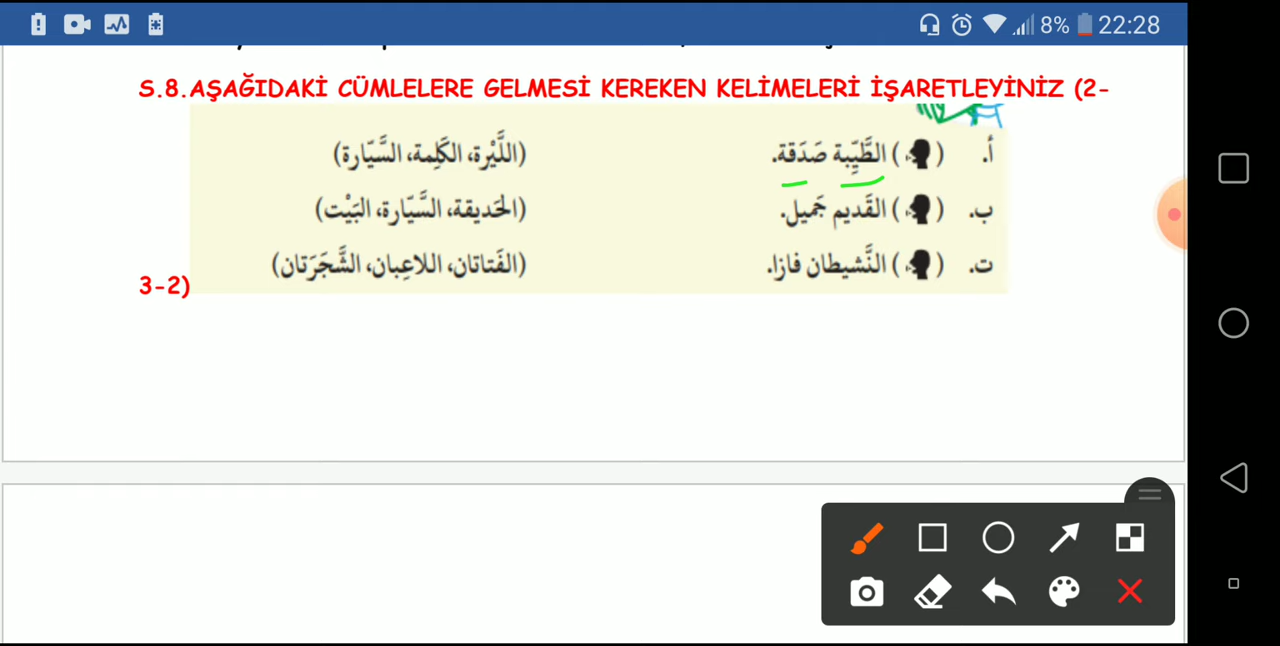 8% 22:28
S.8.AŞAĞIDAKİ CÜMLELERE GELMESİ KEREKEN KELİMELERİ İŞARETLEYİNİZ (2-
أ. ( ) الطَّيِّبة صَدَقة. (اللَّيْرة، الكَلِمة، السَّيّارة)
ب. ( ) القَديم جَميل. (الحَديقة، السَّيّارة، البَيْت)
ت. ( ) النَّشيطان فازا. (الفَتاتان، اللاعِبان، الشَّجَرَتان)
3-2)